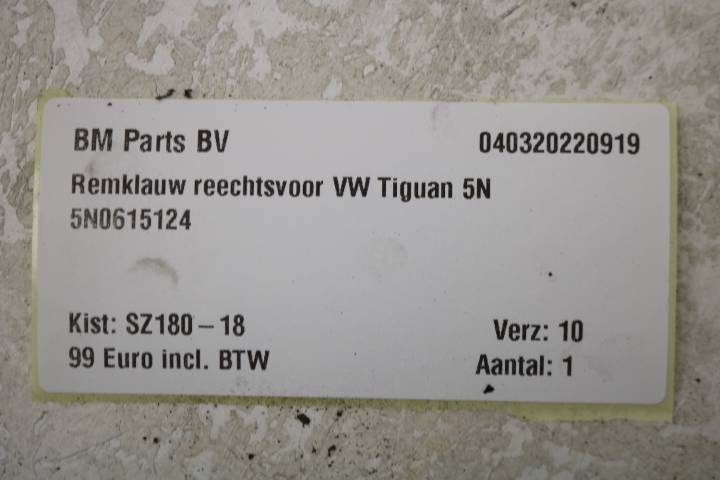 BM Parts BV 040320220919
Remklauw reechtsvoor VW Tiguan 5N
5N0615124
Kist: SZ180-18 Verz: 10
99 Euro incl. BTW Aantal: 1